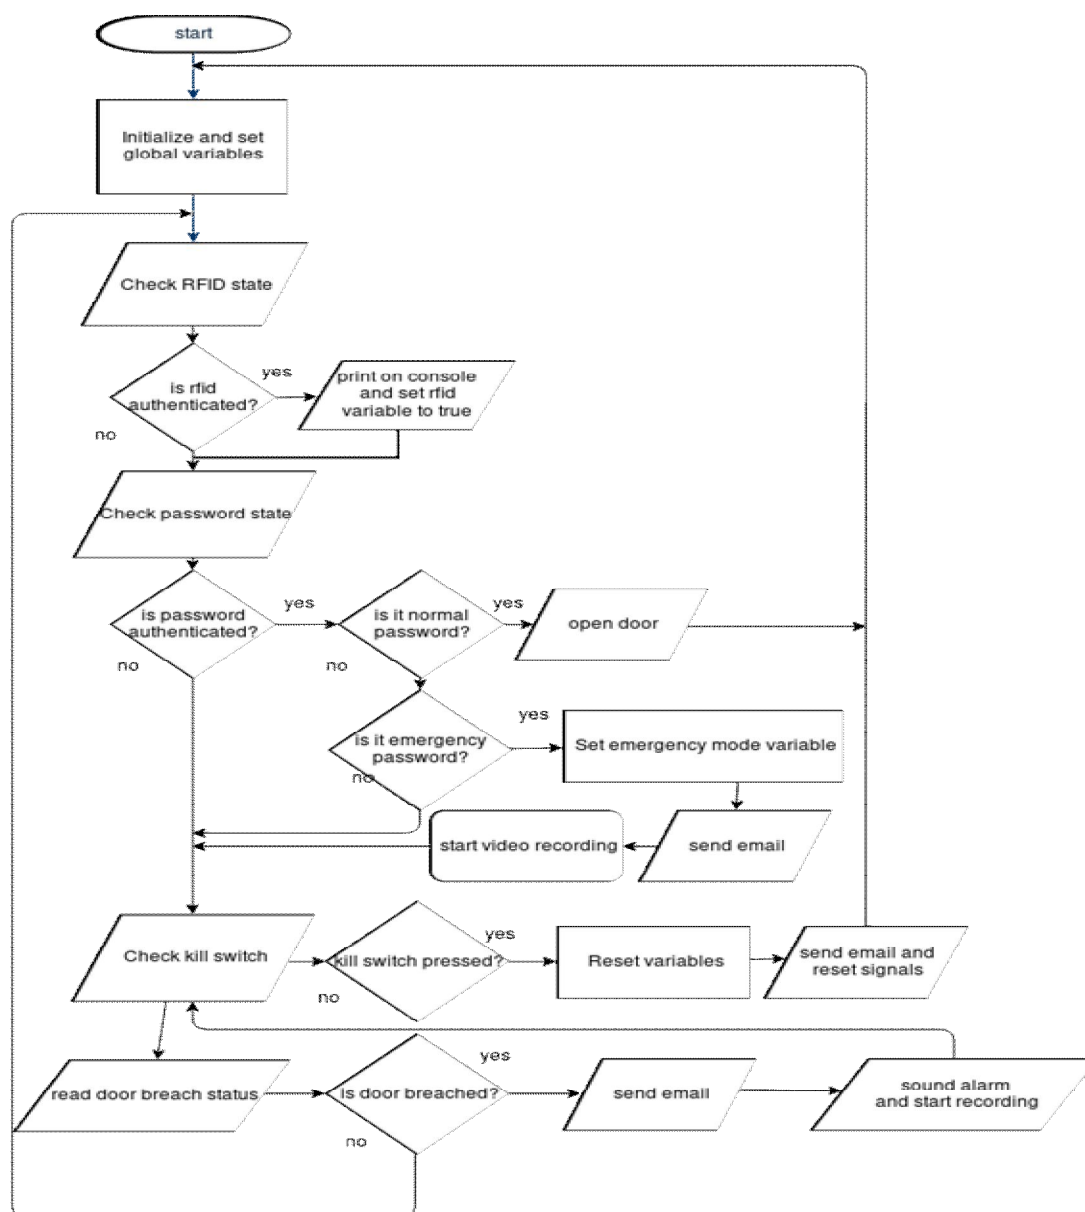 start
Initialize and set
global variables
Check RFID state
is rfid
authenticated?
yes
no
print on console
and set rfid
variable to true
Check password state
is password
authenticated?
yes
no
is it normal
password?
yes
no
open door
is it emergency
password?
yes
no
Set emergency mode variable
send email
start video recording
Check kill switch
kill switch pressed?
yes
no
Reset variables
send email and
reset signals
read door breach status
is door breached?
yes
no
send email
sound alarm
and start recording